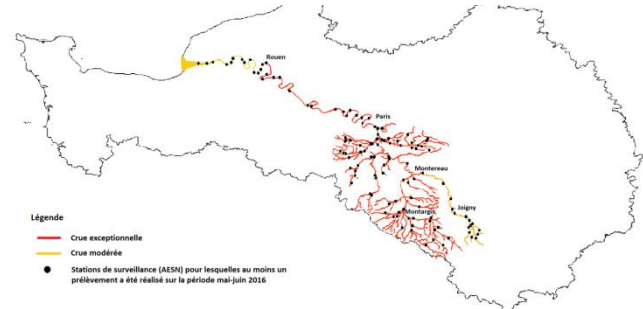 Rouen
Paris
Montereau
Joigny
Montargis
Légende
Crue exceptionnelle
Crue modérée
Stations de surveillance (AESN) pour lesquelles au moins un
prélèvement a été réalisé sur la période mai-juin 2016